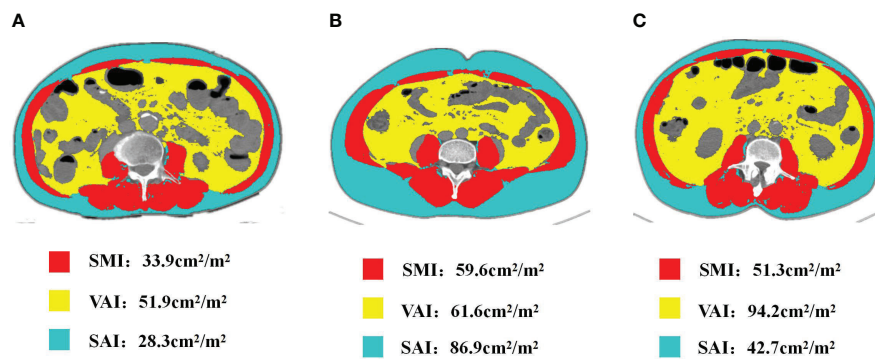 A
B
C
SMI：33.9cm²/m²
VAI：51.9cm²/m²
SAI：28.3cm²/m²
SMI：59.6cm²/m²
VAI：61.6cm²/m²
SAI：86.9cm²/m²
SMI：51.3cm²/m²
VAI：94.2cm²/m²
SAI：42.7cm²/m²